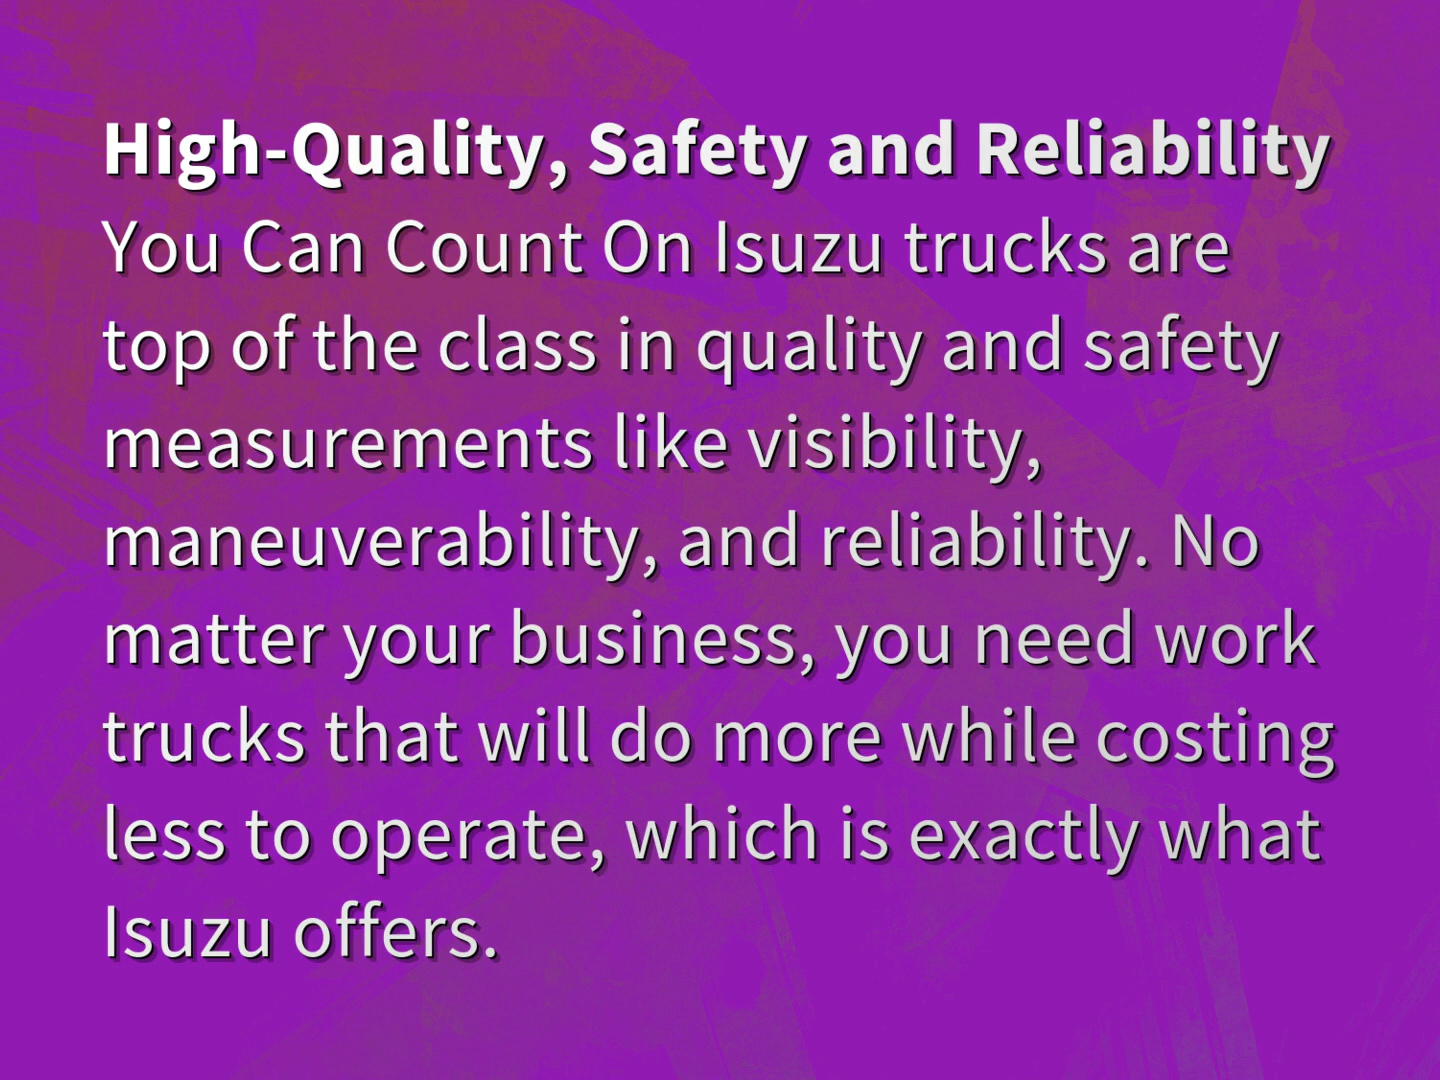 High-Quality, Safety and Reliability
You Can Count On Isuzu trucks are
top of the class in quality and safety
measurements like visibility,
maneuverability, and reliability. No
matter your business, you need work
trucks that will do more while costing
less to operate, which is exactly what
Isuzu offers.